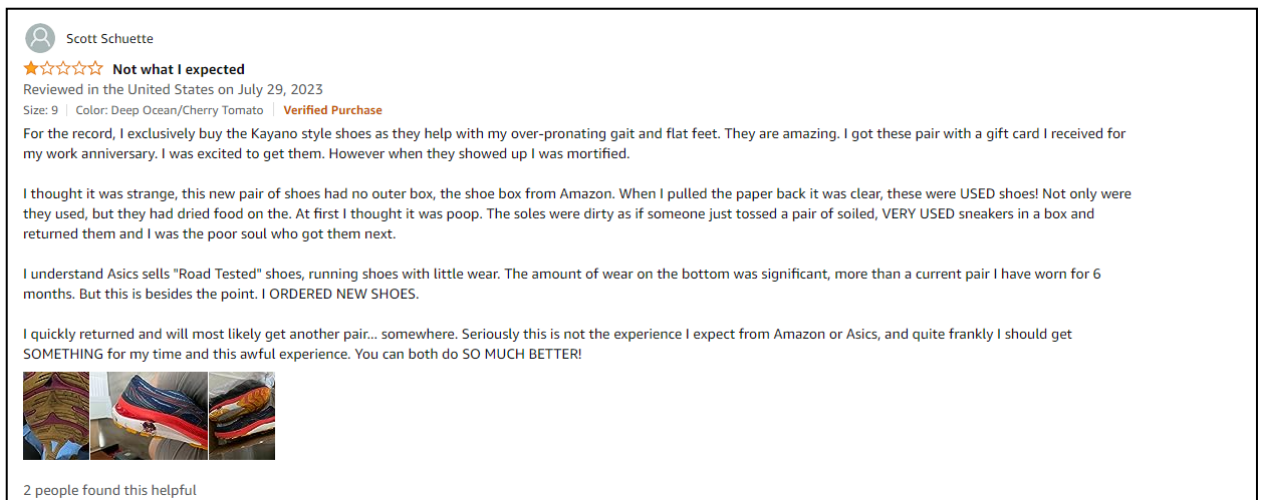 Scott Schuette
Not what I expected
Reviewed in the United States on July 29, 2023
Size: 9 | Color: Deep Ocean/Cherry Tomato | Verified Purchase
For the record, I exclusively buy the Kayano style shoes as they help with my over-pronating gait and flat feet. They are amazing. I got these pair with a gift card I received for
my work anniversary. I was excited to get them. However when they showed up I was mortified.
I thought it was strange, this new pair of shoes had no outer box, the shoe box from Amazon. When I pulled the paper back it was clear, these were USED shoes! Not only were
they used, but they had dried food on the. At first I thought it was poop. The soles were dirty as if someone just tossed a pair of soiled, VERY USED sneakers in a box and
returned them and I was the poor soul who got them next.
I understand Asics sells "Road Tested" shoes, running shoes with little wear. The amount of wear on the bottom was significant, more than a current pair I have worn for 6
months. But this is besides the point. I ORDERED NEW SHOES.
I quickly returned and will most likely get another pair... somewhere. Seriously this is not the experience I expect from Amazon or Asics, and quite frankly I should get
SOMETHING for my time and this awful experience. You can both do SO MUCH BETTER!
2 people found this helpful